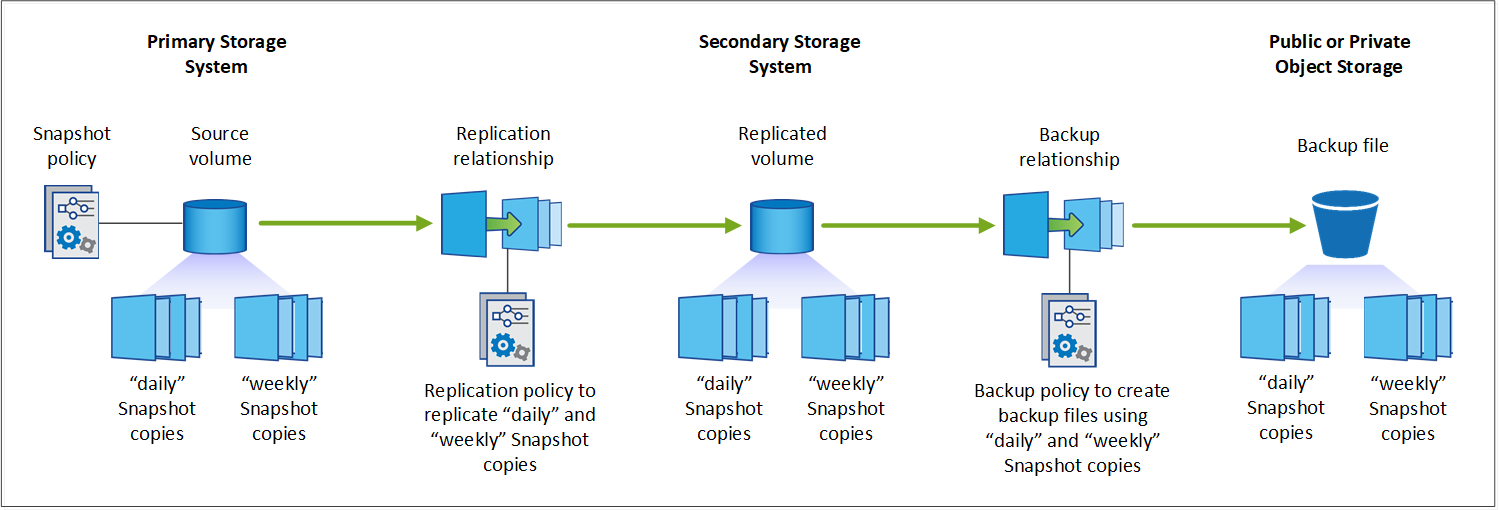 Primary Storage
System
Secondary Storage
System
Public or Private
Object Storage
Snapshot
policy
Source
volume
Replication
relationship
Replicated
volume
Backup
relationship
Backup file
“daily”
Snapshot
copies
“weekly”
Snapshot
copies
Replication policy to
replicate “daily” and
“weekly” Snapshot
copies
“daily”
Snapshot
copies
“weekly”
Snapshot
copies
Backup policy to create
backup files using
“daily” and “weekly”
Snapshot copies
“daily”
Snapshot
copies
“weekly”
Snapshot
copies